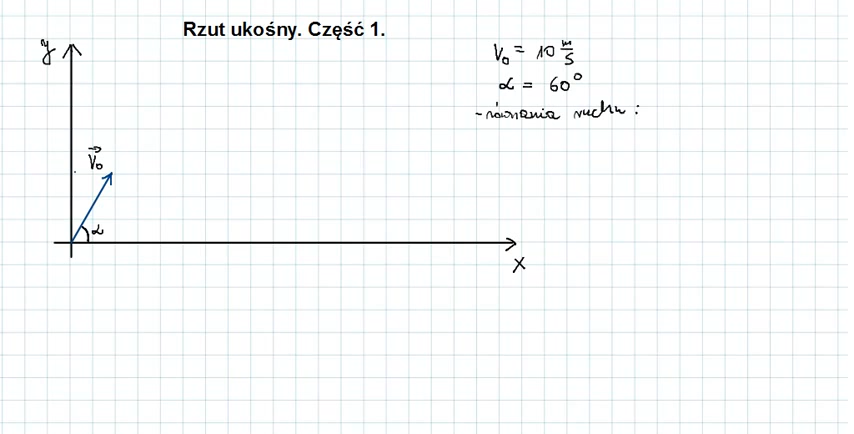 Rzut ukośny. Część 1.
y
V₀ = 10 m/s
α = 60°
- równania ruchu :
V₀
α
x